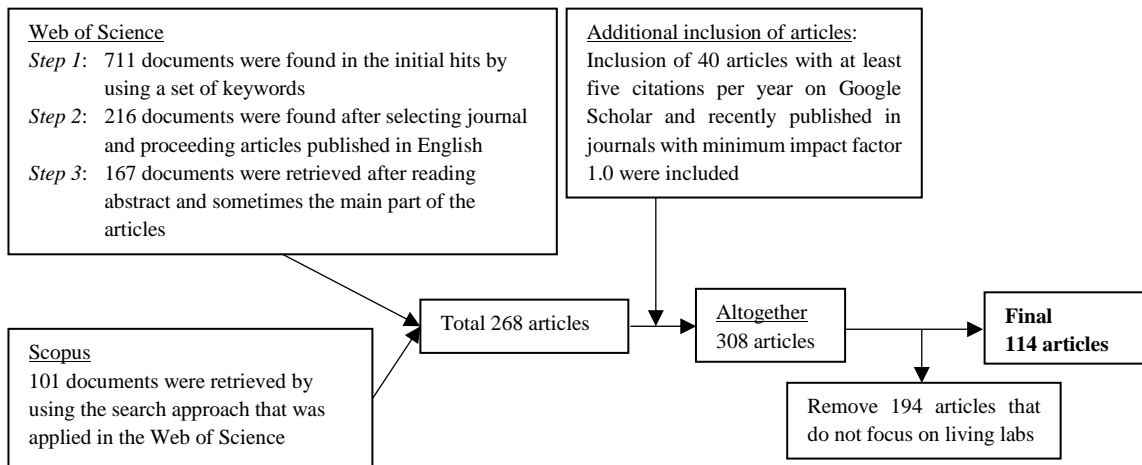 Web of Science
Step 1: 711 documents were found in the initial hits by
using a set of keywords
Step 2: 216 documents were found after selecting journal
and proceeding articles published in English
Step 3: 167 documents were retrieved after reading
abstract and sometimes the main part of the
articles
Additional inclusion of articles:
Inclusion of 40 articles with at least
five citations per year on Google
Scholar and recently published in
journals with minimum impact factor
1.0 were included
Scopus
101 documents were retrieved by
using the search approach that was
applied in the Web of Science
Total 268 articles
Altogether
308 articles
Final
114 articles
Remove 194 articles that
do not focus on living labs